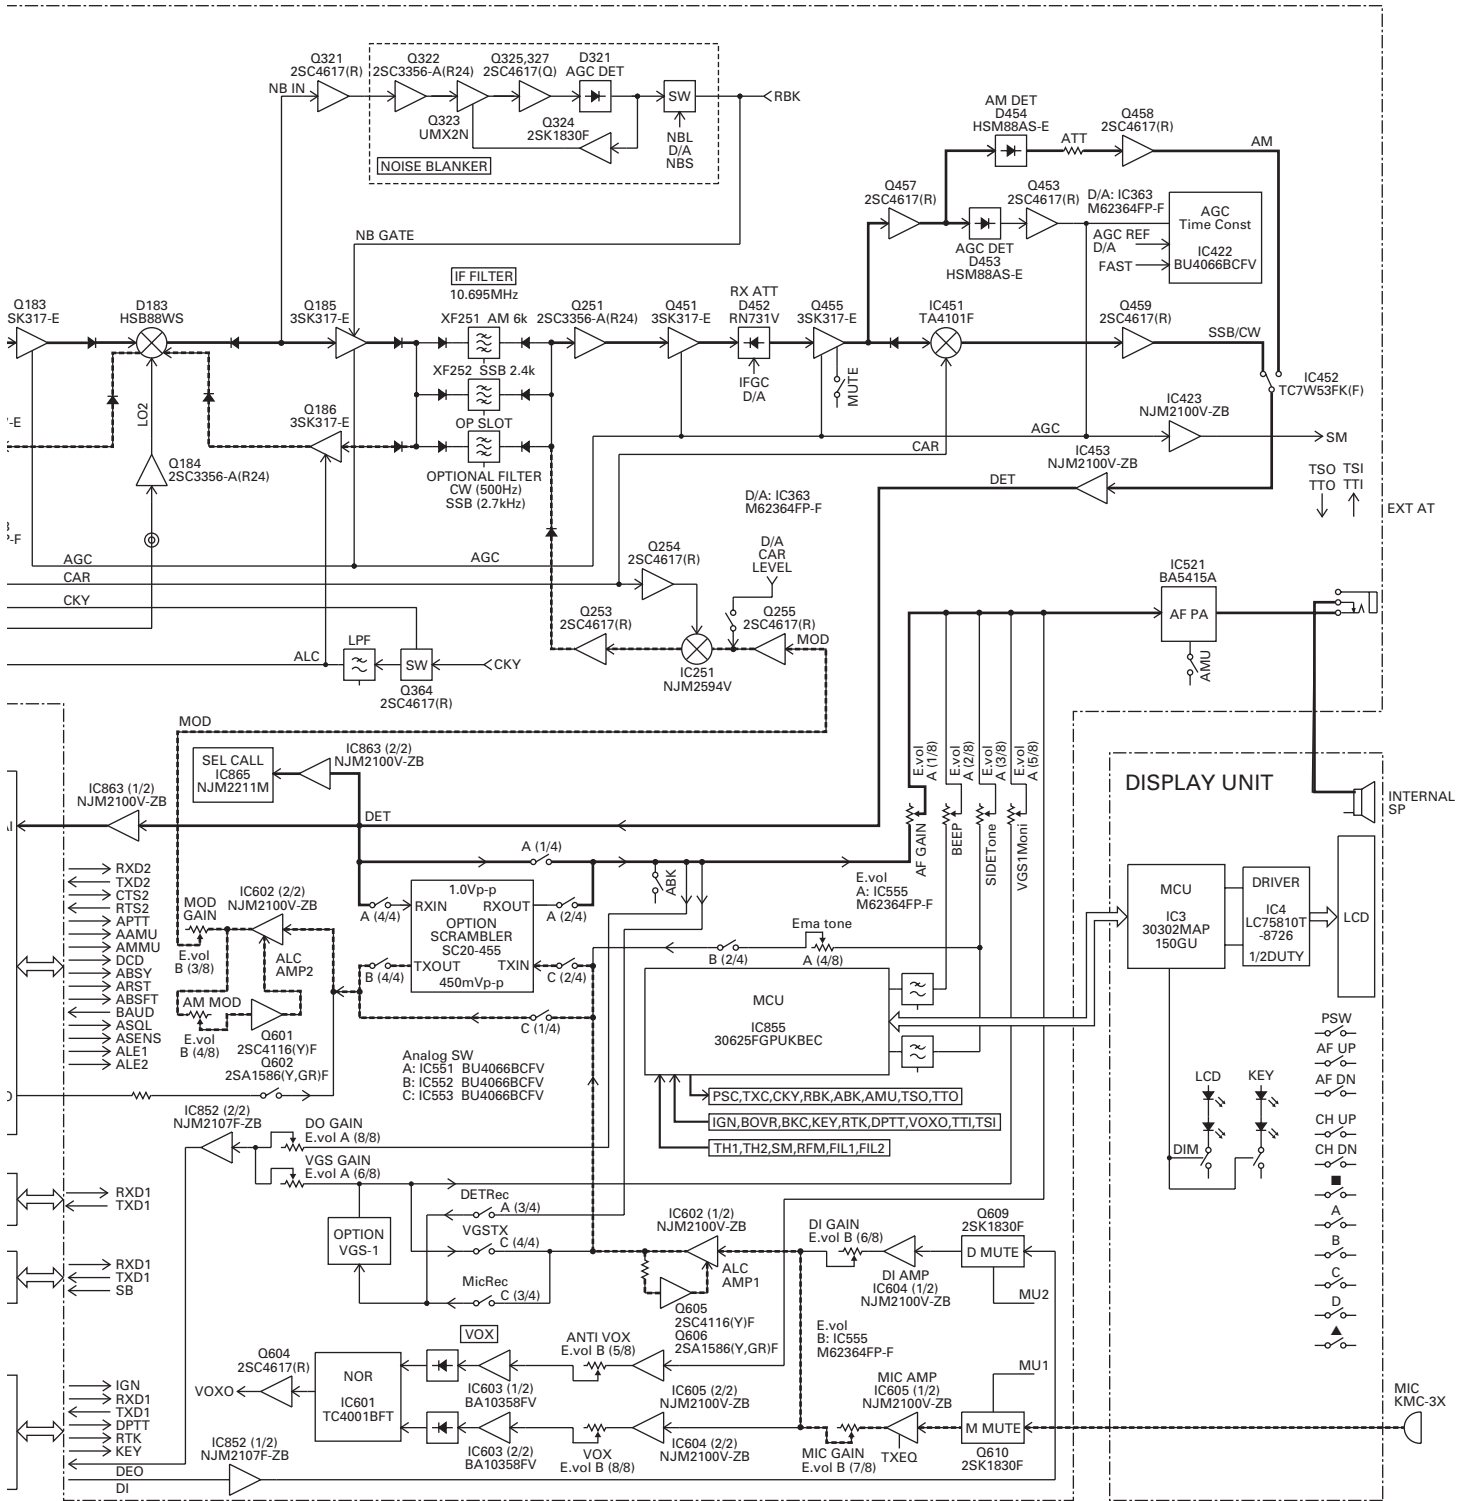 Q321
2SC4617(R)
Q322
2SC3356-A(R24)
Q325,327
2SC4617(Q)
D321
AGC DET
NB IN
SW
RBK
Q323
UMX2N
Q324
2SK1830F
NBL
D/A
NBS
NOISE BLANKER
AM DET
D454
HSM88AS-E
ATT
Q458
2SC4617(R)
AM
Q457
2SC4617(R)
Q453
2SC4617(R)
D/A: IC363
M62364FP-F
AGC
Time Const
IC422
BU4066BCFV
AGC REF
D/A
FAST
AGC DET
D453
HSM88AS-E
NB GATE
IF FILTER
10.695MHz
Q183
3SK317-E
D183
HSB88WS
Q185
3SK317-E
XF251 AM 6k
Q251
2SC3356-A(R24)
Q451
3SK317-E
RX ATT
D452
RN731V
Q455
3SK317-E
IC451
TA4101F
Q459
2SC4617(R)
SSB/CW
XF252 SSB 2.4k
IFGC
D/A
MUTE
IC452
TC7W53FK(F)
-E
LO2
Q186
3SK317-E
OP SLOT
IC423
NJM2100V-ZB
AGC
SM
CAR
Q184
2SC3356-A(R24)
OPTIONAL FILTER
CW (500Hz)
SSB (2.7kHz)
IC453
NJM2100V-ZB
DET
TSO TSI
TTO TTI
EXT AT
D/A: IC363
M62364FP-F
-F
AGC
AGC
CAR
CKY
Q254
2SC4617(R)
D/A
CAR
LEVEL
IC521
BA5415A
AF PA
AMU
Q253
2SC4617(R)
Q255
2SC4617(R)
MOD
IC251
NJM2594V
ALC
LPF
SW
CKY
Q364
2SC4617(R)
MOD
SEL CALL
IC865
NJM2211M
IC863 (2/2)
NJM2100V-ZB
IC863 (1/2)
NJM2100V-ZB
DET
E.vol
A (1/8)
E.vol
A (2/8)
E.vol
A (3/8)
E.vol
A (5/8)
AF GAIN
BEEP
SIDETone
VGS1Moni
DISPLAY UNIT
INTERNAL
SP
A (1/4)
ABK
E.vol
A: IC555
M62364FP-F
RXD2
TXD2
CTS2
RTS2
APTT
AAMU
AMMU
DCD
ABSY
ARST
ABSFT
BAUD
ASQL
ASENS
ALE1
ALE2
MOD
GAIN
E.vol
B (3/8)
IC602 (2/2)
NJM2100V-ZB
ALC
AMP2
AM MOD
E.vol
B (4/8)
Q601
2SC4116(Y)F
Q602
2SA1586(Y,GR)F
A (4/4)
1.0Vp-p
RXIN RXOUT
OPTION
SCRAMBLER
SC20-455
TXOUT TXIN
450mVp-p
A (2/4)
B (4/4)
C (2/4)
C (1/4)
Ema tone
B (2/4)
A (4/8)
MCU
IC855
30625FGPUKBEC
MCU
IC3
30302MAP
150GU
DRIVER
IC4
LC75810T
-8726
1/2DUTY
LCD
Analog SW
A: IC551 BU4066BCFV
B: IC552 BU4066BCFV
C: IC553 BU4066BCFV
PSC,TXC,CKY,RBK,ABK,AMU,TSO,TTO
IGN,BOVR,BKC,KEY,RTK,DPTT,VOXO,TTI,TSI
TH1,TH2,SM,RFM,FIL1,FIL2
LCD
KEY
DIM
PSW
AF UP
AF DN
CH UP
CH DN
■
A
B
C
D
▲
IC852 (2/2)
NJM2107F-ZB
DO GAIN
E.vol A (8/8)
VGS GAIN
E.vol A (6/8)
RXD1
TXD1
OPTION
VGS-1
DETRec
A (3/4)
VGSTX
C (4/4)
MicRec
C (3/4)
IC602 (1/2)
NJM2100V-ZB
ALC
AMP1
DI GAIN
E.vol B (6/8)
DI AMP
IC604 (1/2)
NJM2100V-ZB
Q609
2SK1830F
D MUTE
MU2
RXD1
TXD1
SB
Q605
2SC4116(Y)F
Q606
2SA1586(Y,GR)F
E.vol
B: IC555
M62364FP-F
Q604
2SC4617(R)
VOXO
NOR
IC601
TC4001BFT
VOX
IC603 (1/2)
BA10358FV
ANTI VOX
E.vol B (5/8)
IC605 (2/2)
NJM2100V-ZB
MU1
IC603 (2/2)
BA10358FV
VOX
E.vol B (8/8)
IC604 (2/2)
NJM2100V-ZB
MIC AMP
IC605 (1/2)
NJM2100V-ZB
MIC GAIN
E.vol B (7/8)
TXEQ
M MUTE
Q610
2SK1830F
MIC
KMC-3X
IGN
RXD1
TXD1
DPTT
RTK
KEY
IC852 (1/2)
NJM2107F-ZB
DEO
DI